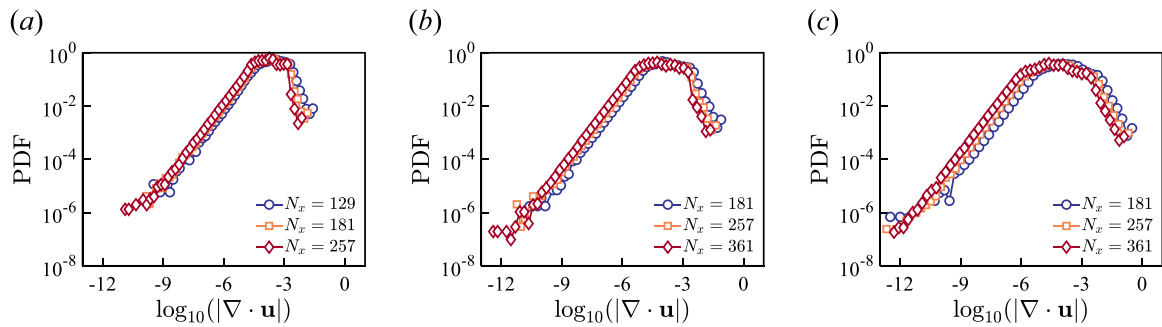 (a)
10^0
10^-2
10^-4
10^-6
10^-8
PDF
-12 -9 -6 -3 0
log10(|∇ · u|)
N_x = 129
N_x = 181
N_x = 257
(b)
10^0
10^-2
10^-4
10^-6
10^-8
PDF
-12 -9 -6 -3 0
log10(|∇ · u|)
N_x = 181
N_x = 257
N_x = 361
(c)
10^0
10^-2
10^-4
10^-6
10^-8
PDF
-12 -9 -6 -3 0
log10(|∇ · u|)
N_x = 181
N_x = 257
N_x = 361